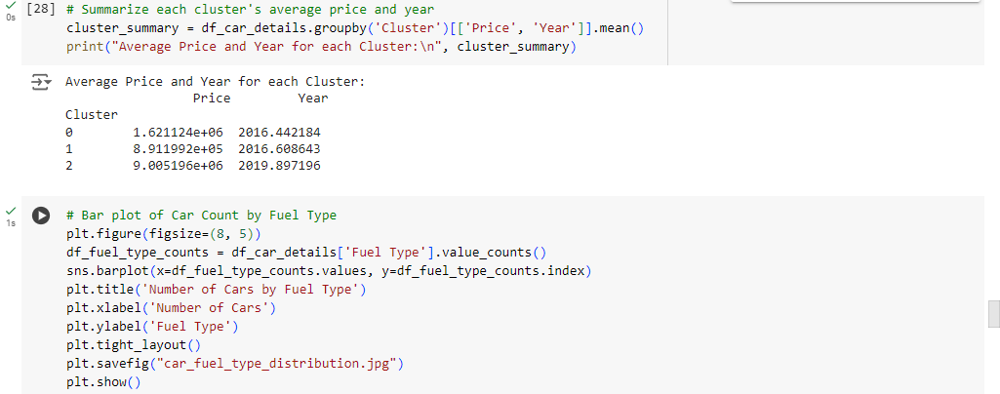 [28] # Summarize each cluster's average price and year
0s
cluster_summary = df_car_details.groupby('Cluster')[['Price', 'Year']].mean()
print("Average Price and Year for each Cluster:\n", cluster_summary)
Average Price and Year for each Cluster:
Price Year
Cluster
0 1.621124e+06 2016.442184
1 8.911992e+05 2016.608643
2 9.005196e+06 2019.897196
# Bar plot of Car Count by Fuel Type
1s
plt.figure(figsize=(8, 5))
df_fuel_type_counts = df_car_details['Fuel Type'].value_counts()
sns.barplot(x=df_fuel_type_counts.values, y=df_fuel_type_counts.index)
plt.title('Number of Cars by Fuel Type')
plt.xlabel('Number of Cars')
plt.ylabel('Fuel Type')
plt.tight_layout()
plt.savefig("car_fuel_type_distribution.jpg")
plt.show()